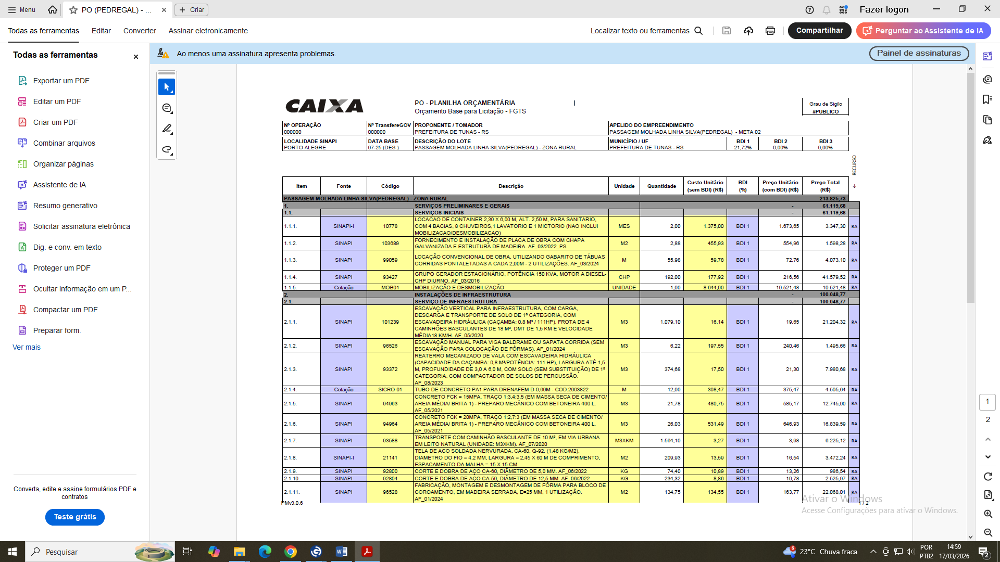 Menu
PO (PEDREGAL) - ...
Criar
Fazer logon
Todas as ferramentas
Editar
Converter
Assinar eletronicamente
Localizar texto ou ferramentas
Compartilhar
Perguntar ao Assistente de IA
Todas as ferramentas
Ao menos uma assinatura apresenta problemas.
Painel de assinaturas
Exportar um PDF
Editar um PDF
Criar um PDF
Combinar arquivos
Organizar páginas
Assistente de IA
Resumo generativo
Solicitar assinatura eletrônica
Dig. e conv. em texto
Proteger um PDF
Ocultar informação em um P...
Compactar um PDF
Preparar form.
Ver mais
Converta, edite e assine formulários PDF e
contratos
Teste grátis
CAIXA
PO - PLANILHA ORÇAMENTÁRIA
Orçamento Base para Licitação - FGTS
Grau de Sigilo
#PUBLICO
Nº OPERAÇÃO Nº TransfereGOV PROPONENTE / TOMADOR APELIDO DO EMPREENDIMENTO
000000 000000 PREFEITURA DE TUNAS - RS PASSAGEM MOLHADA LINHA SILVA(PEDREGAL) - META 02
LOCALIDADE SINAPI DATA BASE DESCRIÇÃO DO LOTE MUNICÍPIO / UF BDI 1 BDI 2 BDI 3
PORTO ALEGRE 07-25 (DES.) PASSAGEM MOLHADA LINHA SILVA(PEDREGAL) - ZONA RURAL PREFEITURA DE TUNAS - RS 21,72% 0,00% 0,00%
RECURSO
↓
Item Fonte Código Descrição Unidade Quantidade Custo Unitário (sem BDI) (R$) BDI (%) Preço Unitário (com BDI) (R$) Preço Total (R$)
PASSAGEM MOLHADA LINHA SILVA(PEDREGAL) - ZONA RURAL 213.825,73
1. SERVIÇOS PRELIMINARES E GERAIS - 61.119,68
1.1. SERVIÇOS INICIAIS - 61.119,68
1.1.1. SINAPI-I 10778 LOCACAO DE CONTAINER 2,30 X 6,00 M, ALT. 2,50 M, PARA SANITARIO,
COM 4 BACIAS, 8 CHUVEIROS,1 LAVATORIO E 1 MICTORIO (NAO INCLUI
MOBILIZACAO/DESMOBILIZACAO) MES 2,00 1.375,00 BDI 1 1.673,65 3.347,30 RA
1.1.2. SINAPI 103689 FORNECIMENTO E INSTALAÇÃO DE PLACA DE OBRA COM CHAPA
GALVANIZADA E ESTRUTURA DE MADEIRA. AF_03/2022_PS M2 2,88 455,93 BDI 1 554,96 1.598,28 RA
1.1.3. SINAPI 99059 LOCAÇÃO CONVENCIONAL DE OBRA, UTILIZANDO GABARITO DE TÁBUAS
CORRIDAS PONTALETADAS A CADA 2,00M - 2 UTILIZAÇÕES. AF_03/2024 M 55,98 59,78 BDI 1 72,76 4.073,10 RA
1.1.4. SINAPI 93427 GRUPO GERADOR ESTACIONÁRIO, POTÊNCIA 150 KVA, MOTOR A DIESEL-
CHP DIURNO. AF_03/2016 CHP 192,00 177,92 BDI 1 216,56 41.579,52 RA
1.1.5. Cotação MOB01 MOBILIZAÇÃO E DESMOBILIZAÇÃO UNIDADE 1,00 8.644,00 BDI 1 10.521,48 10.521,48 RA
2. INSTALAÇÕES DE INFRAESTRUTURA - 100.048,77
2.1. SERVIÇO DE INFRAESTRUTURA - 100.048,77
2.1.1. SINAPI 101239 ESCAVAÇÃO VERTICAL PARA INFRAESTRUTURA, COM CARGA,
DESCARGA E TRANSPORTE DE SOLO DE 1ª CATEGORIA, COM
ESCAVADEIRA HIDRÁULICA (CAÇAMBA: 0,8 M³ / 111HP), FROTA DE 4
CAMINHÕES BASCULANTES DE 18 M³, DMT DE 1,5 KM E VELOCIDADE
MÉDIA18 KM/H. AF_05/2020 M3 1.079,10 16,14 BDI 1 19,65 21.204,32 RA
2.1.2. SINAPI 96526 ESCAVAÇÃO MANUAL PARA VIGA BALDRAME OU SAPATA CORRIDA (SEM
ESCAVAÇÃO PARA COLOCAÇÃO DE FÔRMAS). AF_01/2024 M3 6,22 197,55 BDI 1 240,46 1.495,66 RA
2.1.3. SINAPI 93372 REATERRO MECANIZADO DE VALA COM ESCAVADEIRA HIDRÁULICA
(CAPACIDADE DA CAÇAMBA: 0,8 M³/POTÊNCIA: 111 HP), LARGURA ATÉ 1,5
M, PROFUNDIDADE DE 3,0 A 6,0 M, COM SOLO (SEM SUBSTITUIÇÃO) DE 1ª
CATEGORIA, COM COMPACTADOR DE SOLOS DE PERCUSSÃO.
AF_08/2023 M3 374,68 17,50 BDI 1 21,30 7.980,68 RA
2.1.4. Cotação SICRO 01 TUBO DE CONCRETO PA1 PARA DRENAFEM D-0,60M - COD.2003822 M 12,00 308,47 BDI 1 375,47 4.505,64 RA
2.1.5. SINAPI 94963 CONCRETO FCK = 15MPA, TRAÇO 1:3,4:3,5 (EM MASSA SECA DE CIMENTO/
AREIA MÉDIA/ BRITA 1) - PREPARO MECÂNICO COM BETONEIRA 400 L.
AF_05/2021 M3 21,78 480,75 BDI 1 585,17 12.745,00 RA
2.1.6. SINAPI 94964 CONCRETO FCK = 20MPA, TRAÇO 1:2,7:3 (EM MASSA SECA DE CIMENTO/
AREIA MÉDIA/ BRITA 1) - PREPARO MECÂNICO COM BETONEIRA 400 L.
AF_05/2021 M3 26,03 531,49 BDI 1 646,93 16.839,59 RA
2.1.7. SINAPI 93588 TRANSPORTE COM CAMINHÃO BASCULANTE DE 10 M³, EM VIA URBANA
EM LEITO NATURAL (UNIDADE: M3XKM). AF_07/2020 M3XKM 1.564,10 3,27 BDI 1 3,98 6.225,12 RA
2.1.8. SINAPI-I 21141 TELA DE ACO SOLDADA NERVURADA, CA-60, Q-92, (1,48 KG/M2),
DIAMETRO DO FIO = 4,2 MM, LARGURA = 2,45 X 60 M DE COMPRIMENTO,
ESPACAMENTO DA MALHA = 15 X 15 CM M2 209,93 13,59 BDI 1 16,54 3.472,24 RA
2.1.9. SINAPI 92800 CORTE E DOBRA DE AÇO CA-60, DIÂMETRO DE 5,0 MM. AF_06/2022 KG 74,40 10,89 BDI 1 13,26 986,54 RA
2.1.10. SINAPI 92804 CORTE E DOBRA DE AÇO CA-50, DIÂMETRO DE 12,5 MM. AF_06/2022 KG 234,32 8,86 BDI 1 10,78 2.525,97 RA
2.1.11. SINAPI 96528 FABRICAÇÃO, MONTAGEM E DESMONTAGEM DE FÔRMA PARA BLOCO DE
COROAMENTO, EM MADEIRA SERRADA, E=25 MM, 1 UTILIZAÇÃO.
AF_01/2024 M2 134,75 134,55 BDI 1 163,77 22.068,01 RA
PMv3.0.6 1 / 2
1
2
Ativar o Windows
Acesse Configurações para ativar o Windows.
Pesquisar
6
23°C Chuva fraca
POR
PTB2
14:59
17/03/2026
2